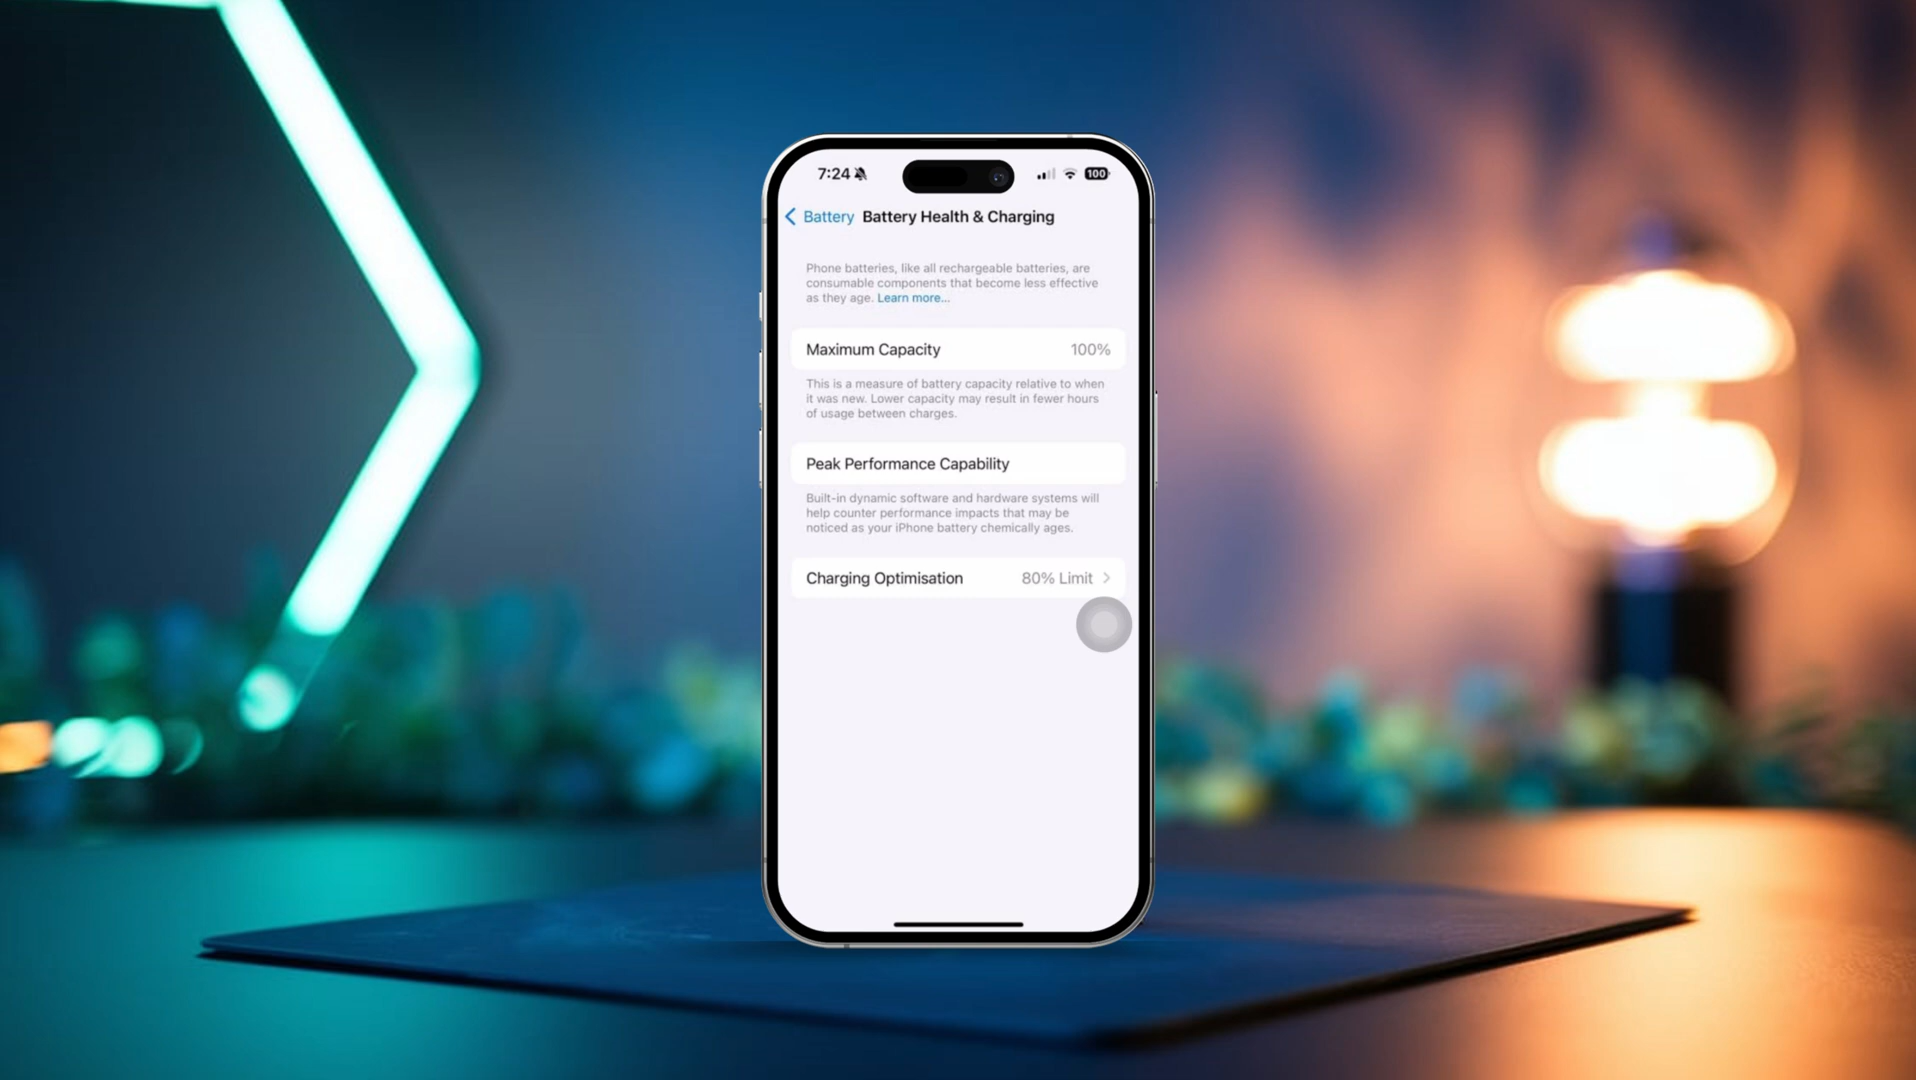 7:24
100
Battery Battery Health & Charging
Phone batteries, like all rechargeable batteries, are
consumable components that become less effective
as they age. Learn more...
Maximum Capacity 100%
This is a measure of battery capacity relative to when
it was new. Lower capacity may result in fewer hours
of usage between charges.
Peak Performance Capability
Built-in dynamic software and hardware systems will
help counter performance impacts that may be
noticed as your iPhone battery chemically ages.
Charging Optimisation 80% Limit